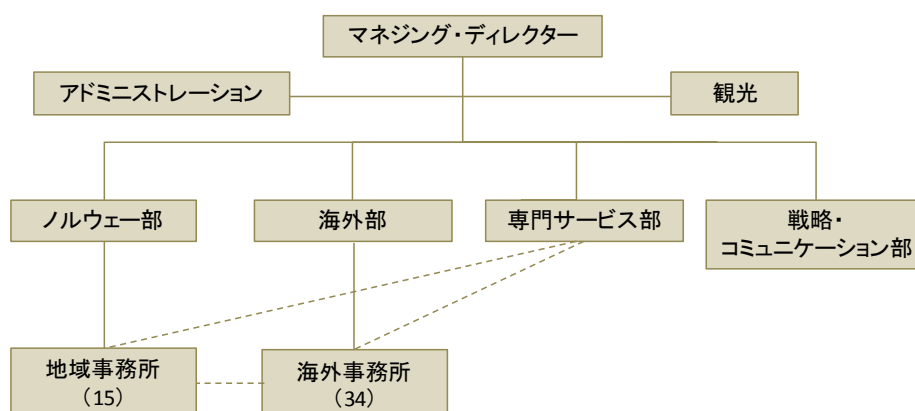 マネジング・ディレクター
アドミニストレーション
観光
ノルウェー部
海外部
専門サービス部
戦略・
コミュニケーション部
地域事務所
（15）
海外事務所
（34）